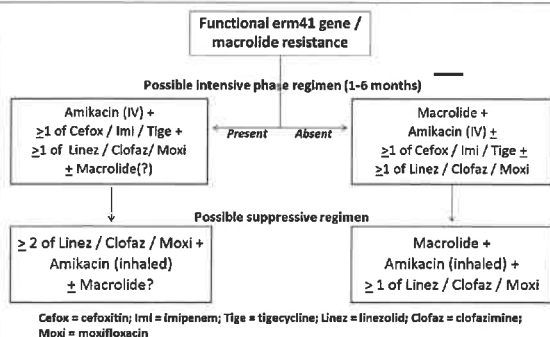 Functional erm41 gene /
macrolide resistance
Possible intensive phase regimen (1-6 months)
Amikacin (IV) +
≥1 of Cefox / Imi / Tige +
≥1 of Linez / Clofaz / Moxi
± Macrolide(?)
Present
Absent
Macrolide +
Amikacin (IV) ±
≥1 of Cefox / Imi / Tige ±
≥1 of Linez / Clofaz / Moxi
Possible suppressive regimen
≥ 2 of Linez / Clofaz / Moxi +
Amikacin (inhaled)
± Macrolide?
Macrolide +
Amikacin (inhaled) +
≥ 1 of Linez / Clofaz / Moxi
Cefox = cefoxitin; Imi = imipenem; Tige = tigecycline; Linez = linezolid; Clofaz = clofazimine;
Moxi = moxifloxacin